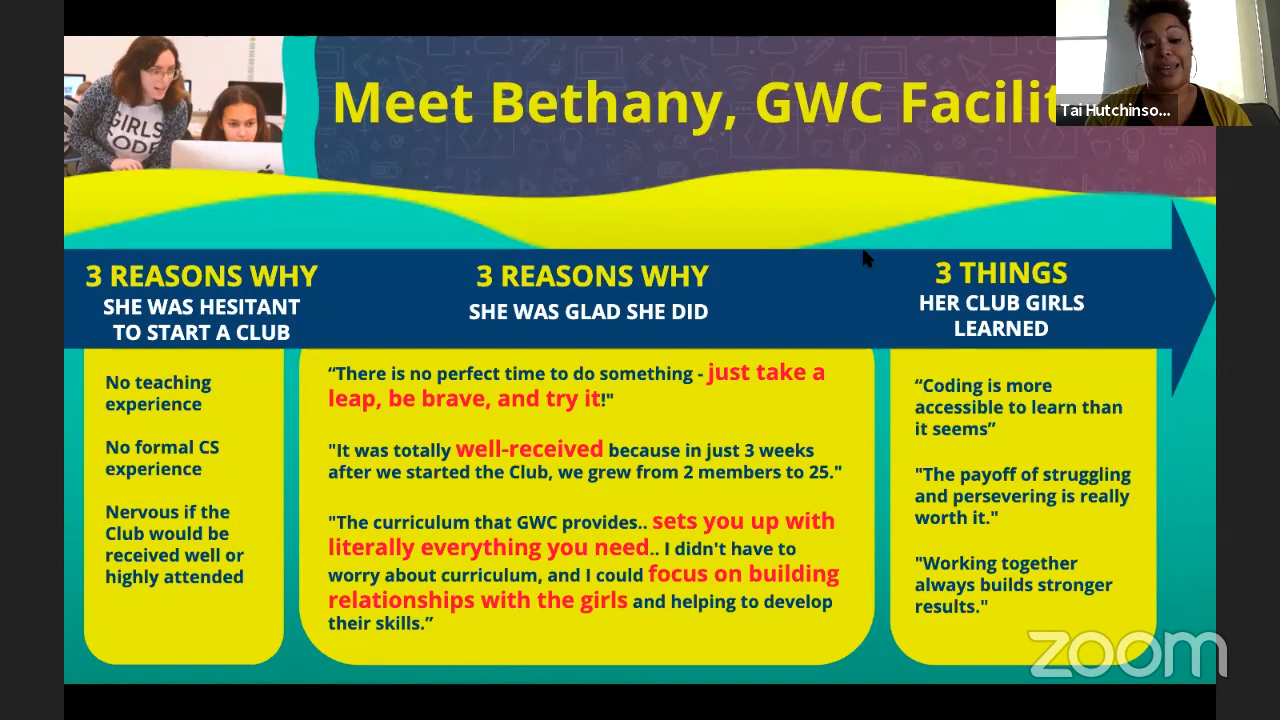 Meet Bethany, GWC Facilit
Tai Hutchinso...
GIRLS
CODE
3 REASONS WHY
SHE WAS HESITANT
TO START A CLUB
3 REASONS WHY
SHE WAS GLAD SHE DID
3 THINGS
HER CLUB GIRLS
LEARNED
No teaching
experience
No formal CS
experience
Nervous if the
Club would be
received well or
highly attended
“There is no perfect time to do something - just take a
leap, be brave, and try it!"
"It was totally well-received because in just 3 weeks
after we started the Club, we grew from 2 members to 25."
"The curriculum that GWC provides.. sets you up with
literally everything you need.. I didn't have to
worry about curriculum, and I could focus on building
relationships with the girls and helping to develop
their skills.”
“Coding is more
accessible to learn than
it seems”
"The payoff of struggling
and persevering is really
worth it."
"Working together
always builds stronger
results."
zoom